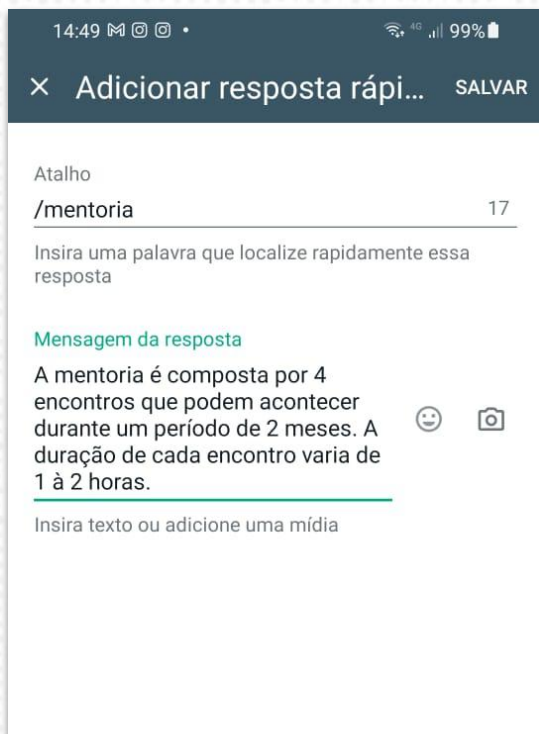 14:49
4G 99%
Adicionar resposta rápi... SALVAR
Atalho
/mentoria 17
Insira uma palavra que localize rapidamente essa
resposta
Mensagem da resposta
A mentoria é composta por 4
encontros que podem acontecer
durante um período de 2 meses. A
duração de cada encontro varia de
1 à 2 horas.
Insira texto ou adicione uma mídia